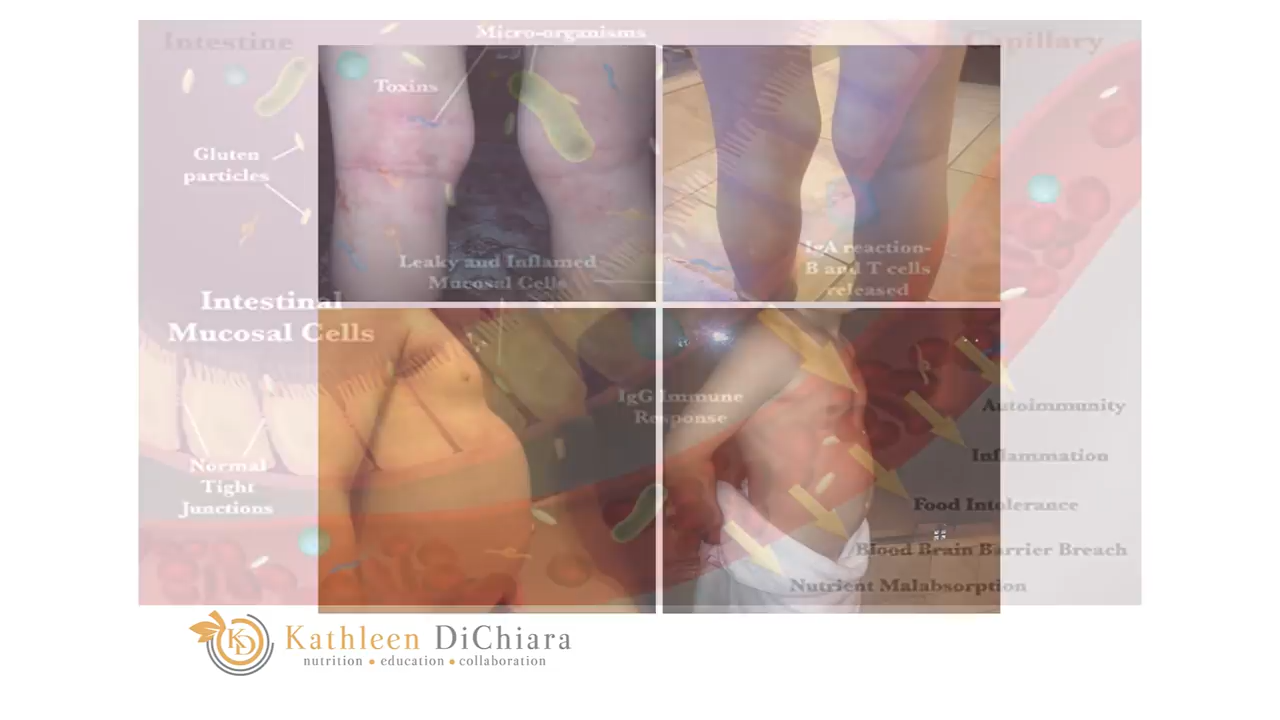 Intestine
Micro-organisms
Capillary
Toxins
Gluten
particles
Leaky and Inflamed
Mucosal Cells
IgA reaction-
B and T cells
released
Intestinal
Mucosal Cells
IgG Immune
Response
Autoimmunity
Inflammation
Normal
Tight
Junctions
Food Intolerance
Blood Brain Barrier Breach
Nutrient Malabsorption
KD
Kathleen DiChiara
nutrition • education • collaboration